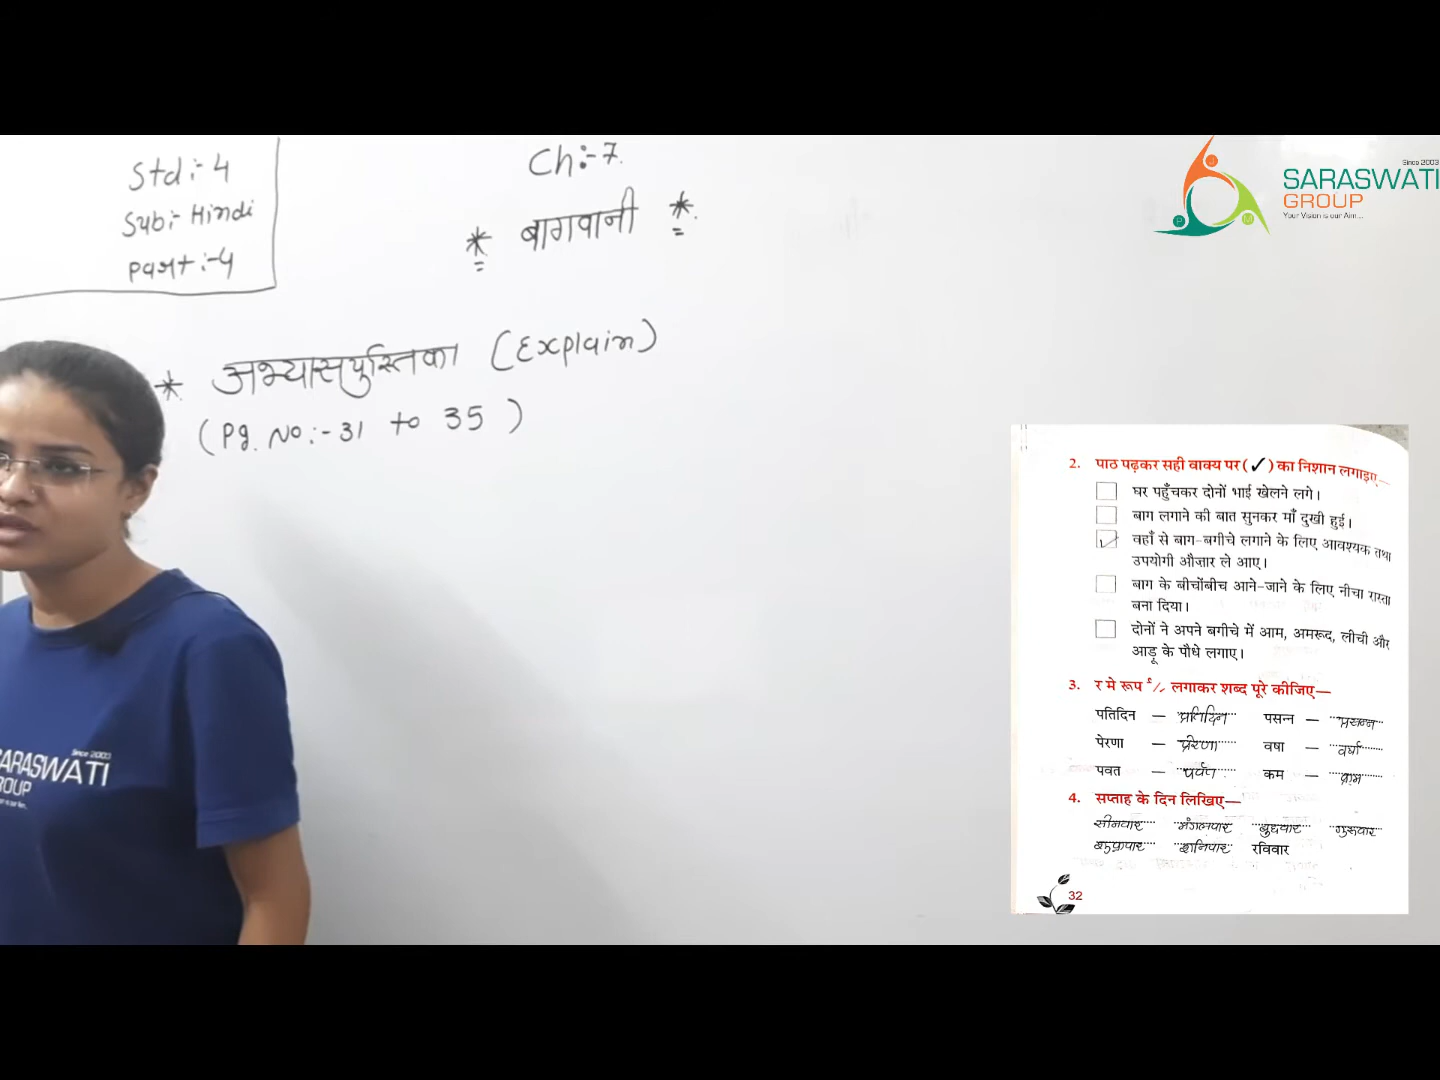 Std:- 4
Sub:- Hindi
Part:-4
Ch:-7.
* बागवानी *
* अभ्यासपुस्तिका (Explain)
(Pg. No:- 31 to 35 )
Since 2003
SARASWATI
GROUP
Your Vision is our Aim...
J
P
M
Since 2003
SARASWATI
GROUP
2. पाठ पढ़कर सही वाक्य पर (✓) का निशान लगाइए—
घर पहुँचकर दोनों भाई खेलने लगे।
बाग लगाने की बात सुनकर माँ दुखी हुई।
✓ वहाँ से बाग-बगीचे लगाने के लिए आवश्यक तथा
उपयोगी औज़ार ले आए।
बाग के बीचोंबीच आने-जाने के लिए नीचा रास्ता
बना दिया।
दोनों ने अपने बगीचे में आम, अमरूद, लीची और
आड़ू के पौधे लगाए।
3. र मे रूप लगाकर शब्द पूरे कीजिए—
पतिदिन — प्रतिदिन पसन्न — प्रसन्न
पेरणा — प्रेरणा वषा — वर्षा
पवत — पर्वत कम — क्रम
4. सप्ताह के दिन लिखिए—
सोमवार मंगलवार बुधवार गुरुवार
शुक्रवार शनिवार रविवार
32